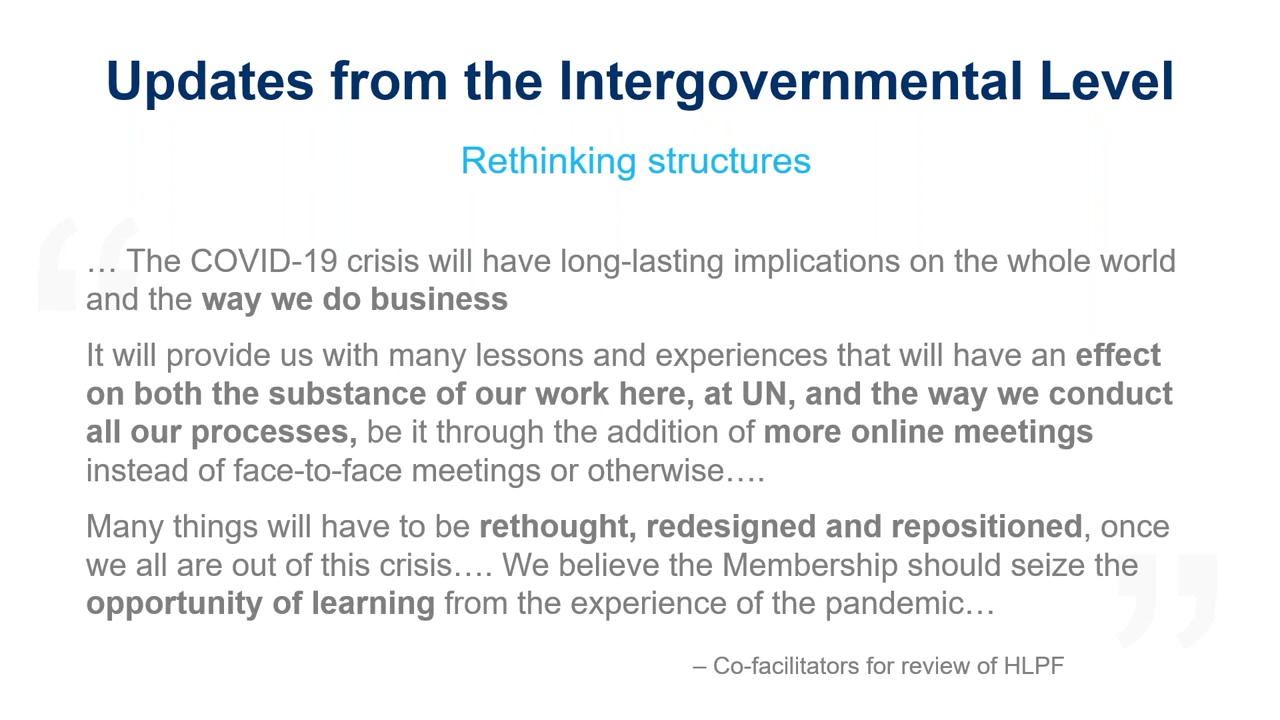 Updates from the Intergovernmental Level
Rethinking structures
“
… The COVID-19 crisis will have long-lasting implications on the whole world
and the way we do business
It will provide us with many lessons and experiences that will have an effect
on both the substance of our work here, at UN, and the way we conduct
all our processes, be it through the addition of more online meetings
instead of face-to-face meetings or otherwise….
Many things will have to be rethought, redesigned and repositioned, once
we all are out of this crisis…. We believe the Membership should seize the
opportunity of learning from the experience of the pandemic…
”
– Co-facilitators for review of HLPF